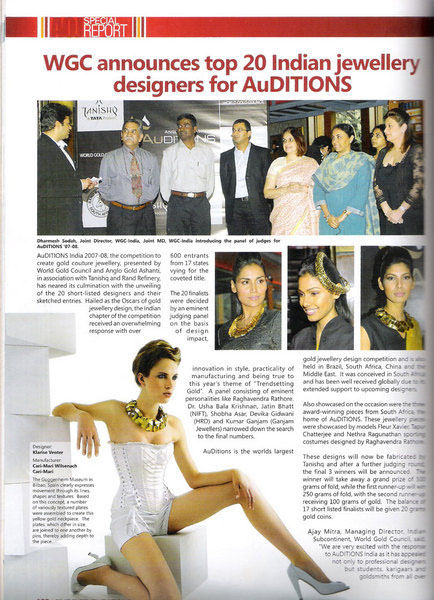 SPECIAL
REPORT
WGC announces top 20 Indian jewellery
designers for AuDITIONS
TANISHQ
A TATA Product
WORLD GOLD
ANGLO
AuDITIONS
WORLD GOLD COUNCIL
Dharmesh Sodah, Joint Director, WGC-India, Joint MD, WGC-India introducing the panel of judges for
AuDITIONS '07-08.
AuDITIONS India 2007-08, the competition to
create gold couture jewellery, presented by
World Gold Council and Anglo Gold Ashanti,
in association with Tanishq and Rand Refinery,
has neared its culmination with the unveiling
of the 20 short-listed designers and their
sketched entries. Hailed as the Oscars of gold
jewellery design, the Indian
chapter of the competition
received an overwhelming
response with over
600 entrants
from 17 states
vying for the
coveted title.
The 20 finalists
were decided
by an eminent
judging panel
on the basis
of design
impact,
innovation in style, practicality of
manufacturing and being true to
this year's theme of "Trendsetting
Gold". A panel consisting of eminent
personalities like Raghavendra Rathore.
Dr. Usha Bala Krishnan, Jatin Bhatt
(NIFT), Shobha Asar, Devika Gidwani
(HRD) and Kumar Ganjam (Ganjam
Jewellers) narrowed down the search
to the final numbers.
AuDitions is the worlds largest
gold jewellery design competition and is also
held in Brazil, South Africa, China and the
Middle East. It was conceived in South Africa
and has been well received globally due to its
extended support to upcoming designers.
Also showcased on the occasion were the three
award-winning pieces from South Africa, the
home of AuDITIONS. These jewellery pieces
were showcased by models Fleur Xavier, Tapur
Chatterjee and Nethra Ragunathan sporting
costumes designed by Raghavendra Rathore.
These designs will now be fabricated by
Tanishq and after a further judging round,
the final 3 winners will be announced. The
winner will take away a grand prize of 500
grams of gold, while the first runner-up will win
250 grams of fold, with the second runner-up
receiving 100 grams of gold. The balance of
17 short listed finalists will be given 20 grams
gold coins.
Ajay Mitra, Managing Director, Indian
Subcontinent, World Gold Council, said,
"We are very excited with the response
to AuDITIONS India as it has appealed
not only to professional designers
but students, karigaars and
goldsmiths from all over
Designer:
Klarine Venter
Manufacturer:
Cari-Mari Wilsenach
Cari-Mari
The Guggenheim Museum in
Bilbao, Spain clearly expresses
movement through its lines,
shapes and textures. Based
on this concept, a number
of variously textured plates
were assembled to create this
yellow gold neckpiece. The
plates, which differ in size,
are joined to one another by
pins, thereby adding depth to
the piece.